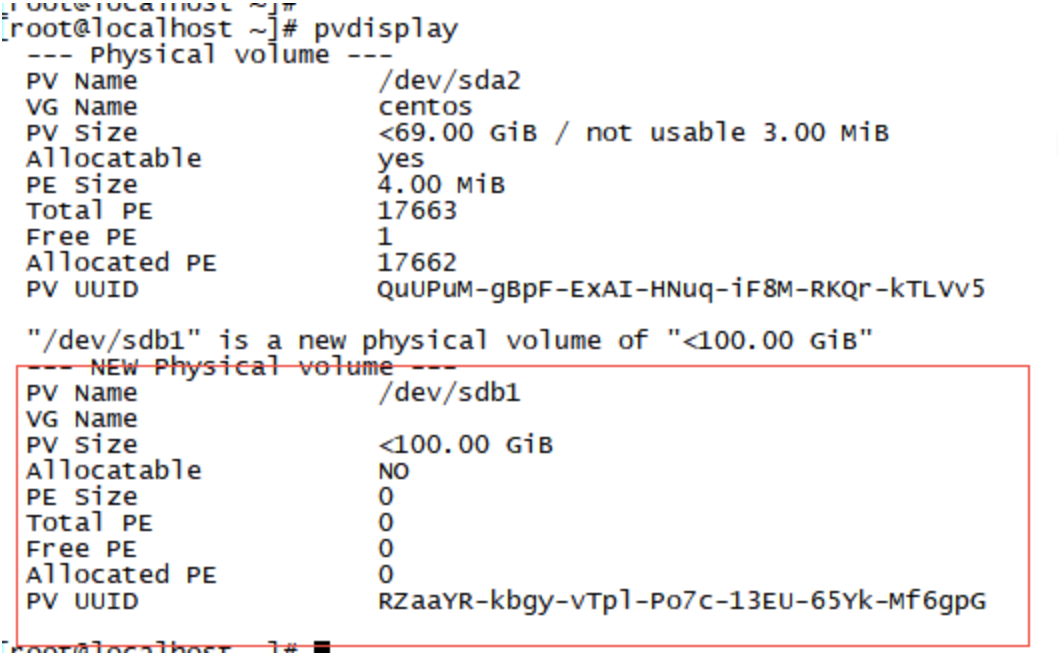 [root@localhost ~]#
[root@localhost ~]# pvdisplay
--- Physical volume ---
PV Name /dev/sda2
VG Name centos
PV Size <69.00 GiB / not usable 3.00 MiB
Allocatable yes
PE Size 4.00 MiB
Total PE 17663
Free PE 1
Allocated PE 17662
PV UUID QuUPuM-gBpF-ExAI-HNuq-iF8M-RKQr-kTLVv5
"/dev/sdb1" is a new physical volume of "<100.00 GiB"
--- NEW Physical volume ---
PV Name /dev/sdb1
VG Name
PV Size <100.00 GiB
Allocatable NO
PE Size 0
Total PE 0
Free PE 0
Allocated PE 0
PV UUID RZaaYR-kbgy-vTpl-Po7c-13EU-65Yk-Mf6gpG
[root@localhost ~]#